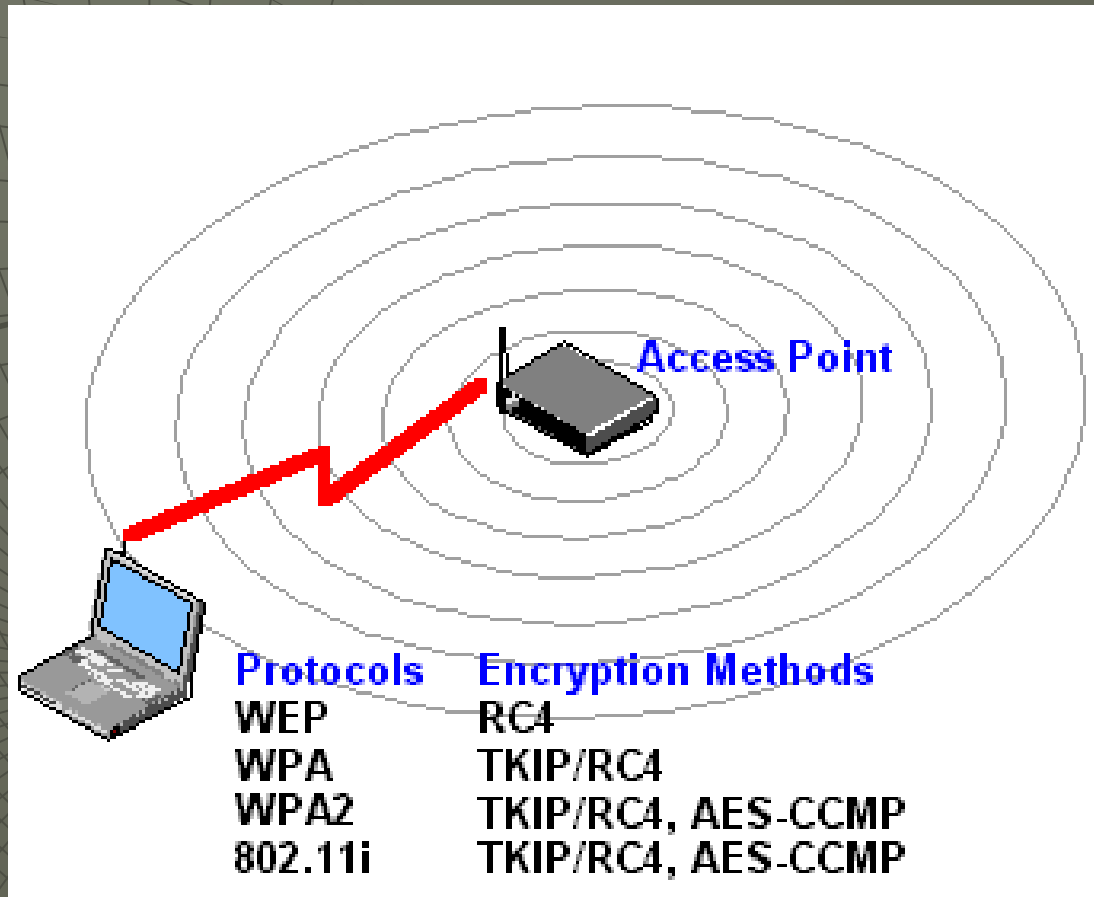 Access Point
Protocols Encryption Methods
WEP RC4
WPA TKIP/RC4
WPA2 TKIP/RC4, AES-CCMP
802.11i TKIP/RC4, AES-CCMP